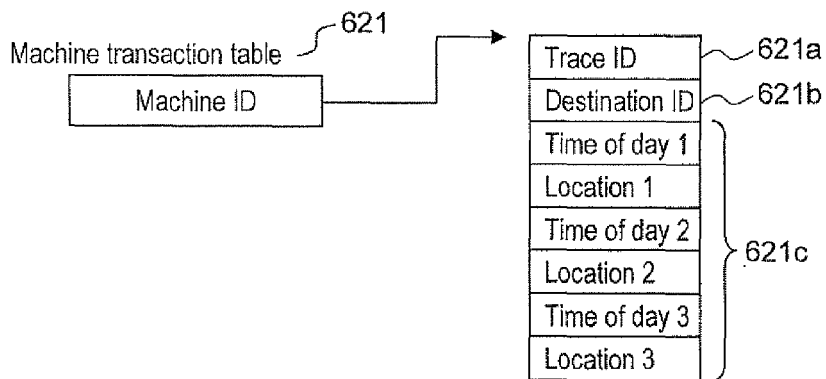 621
Machine transaction table
Machine ID
Trace ID
621a
Destination ID
621b
Time of day 1
Location 1
Time of day 2
Location 2
621c
Time of day 3
Location 3